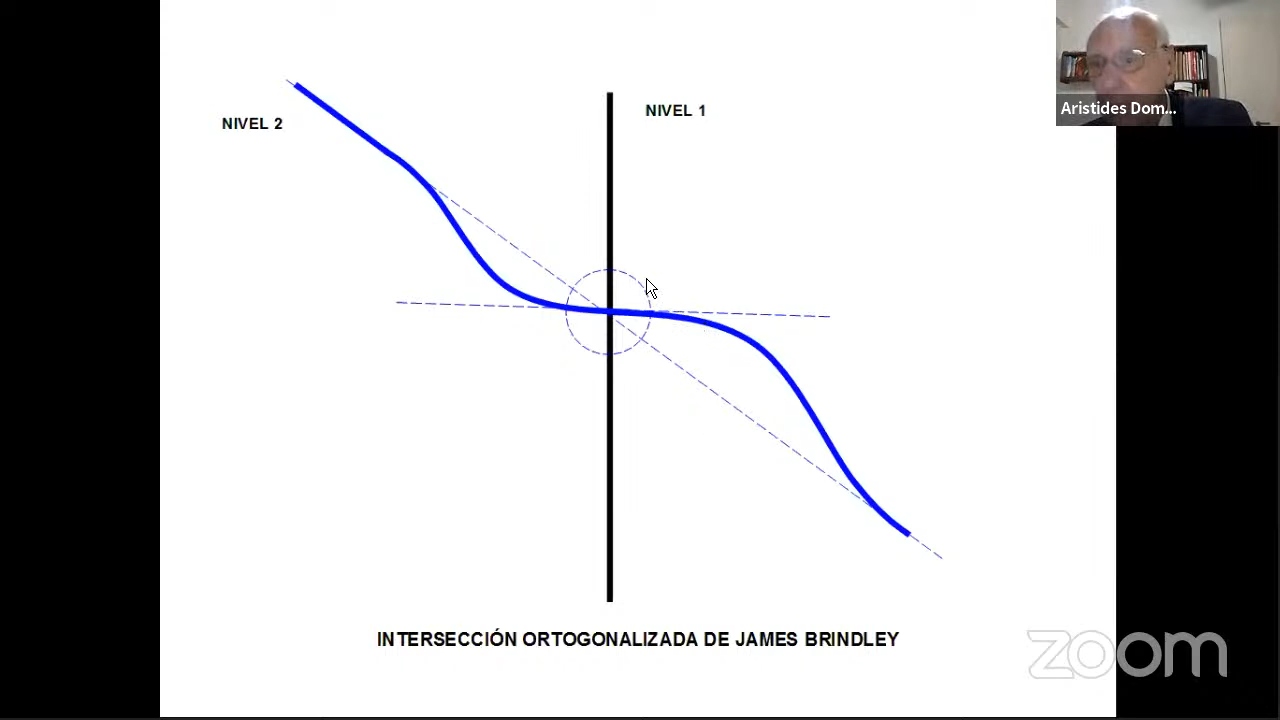 Aristides Dom...
NIVEL 1
NIVEL 2
INTERSECCIÓN ORTOGONALIZADA DE JAMES BRINDLEY
zoom